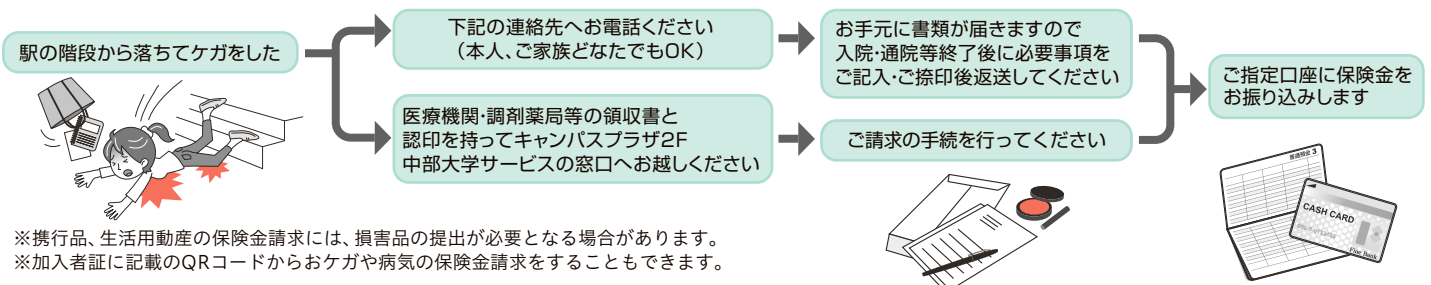 駅の階段から落ちてケガをした
下記の連絡先へお電話ください
（本人、ご家族どなたでもOK）
お手元に書類が届きますので
入院・通院等終了後に必要事項を
ご記入・ご捺印後返送してください
医療機関・調剤薬局等の領収書と
認印を持ってキャンパスプラザ2F
中部大学サービスの窓口へお越しください
ご請求の手続を行ってください
ご指定口座に保険金を
お振り込みします
普通預金 3
CASH CARD
Fine Bank
※携行品、生活用動産の保険金請求には、損害品の提出が必要となる場合があります。
※加入者証に記載のQRコードからおケガや病気の保険金請求をすることもできます。